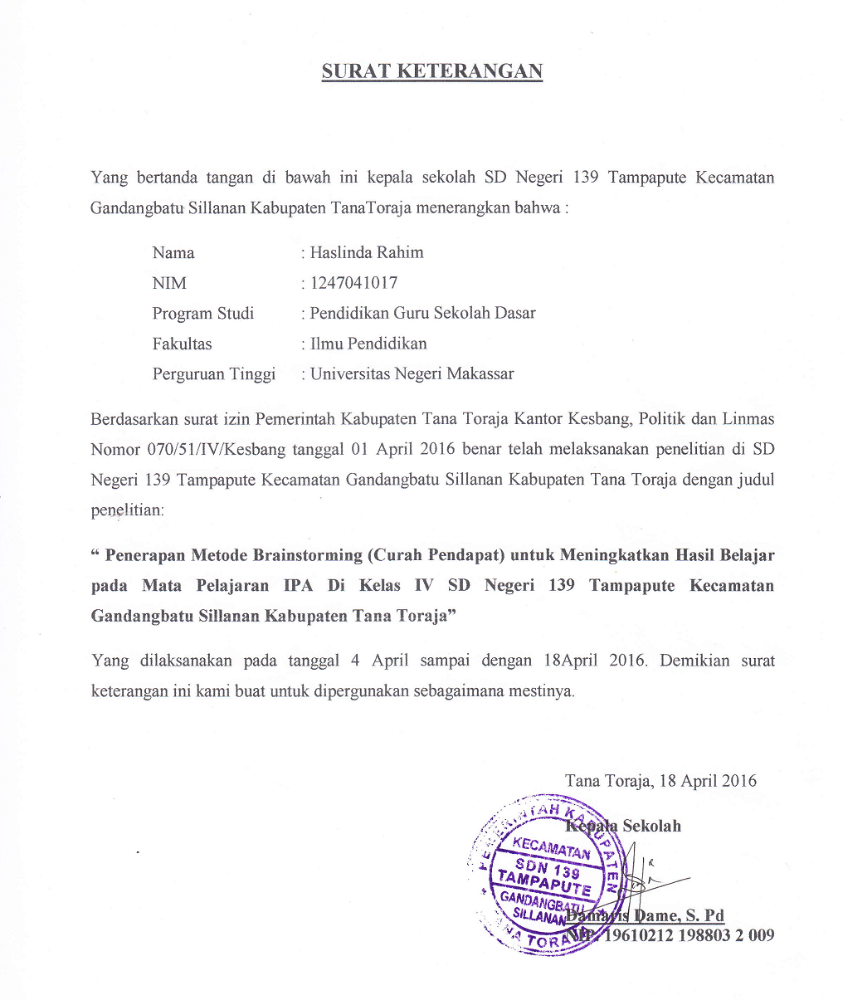 SURAT KETERANGAN
Yang bertanda tangan di bawah ini kepala sekolah SD Negeri 139 Tampapute Kecamatan
Gandangbatu Sillanan Kabupaten TanaToraja menerangkan bahwa :
Nama : Haslinda Rahim
NIM : 1247041017
Program Studi : Pendidikan Guru Sekolah Dasar
Fakultas : Ilmu Pendidikan
Perguruan Tinggi : Universitas Negeri Makassar
Berdasarkan surat izin Pemerintah Kabupaten Tana Toraja Kantor Kesbang, Politik dan Linmas
Nomor 070/51/IV/Kesbang tanggal 01 April 2016 benar telah melaksanakan penelitian di SD
Negeri 139 Tampapute Kecamatan Gandangbatu Sillanan Kabupaten Tana Toraja dengan judul
penelitian:
“ Penerapan Metode Brainstorming (Curah Pendapat) untuk Meningkatkan Hasil Belajar
pada Mata Pelajaran IPA Di Kelas IV SD Negeri 139 Tampapute Kecamatan
Gandangbatu Sillanan Kabupaten Tana Toraja”
Yang dilaksanakan pada tanggal 4 April sampai dengan 18April 2016. Demikian surat
keterangan ini kami buat untuk dipergunakan sebagaimana mestinya.
Tana Toraja, 18 April 2016
Kepala Sekolah
PEMERINTAH KABUPATEN
KECAMATAN
SDN 139
TAMPAPUTE
GANDANGBATU
SILLANAN
TANA TORAJA
Damaris Dame, S. Pd
NIP. 19610212 198803 2 009